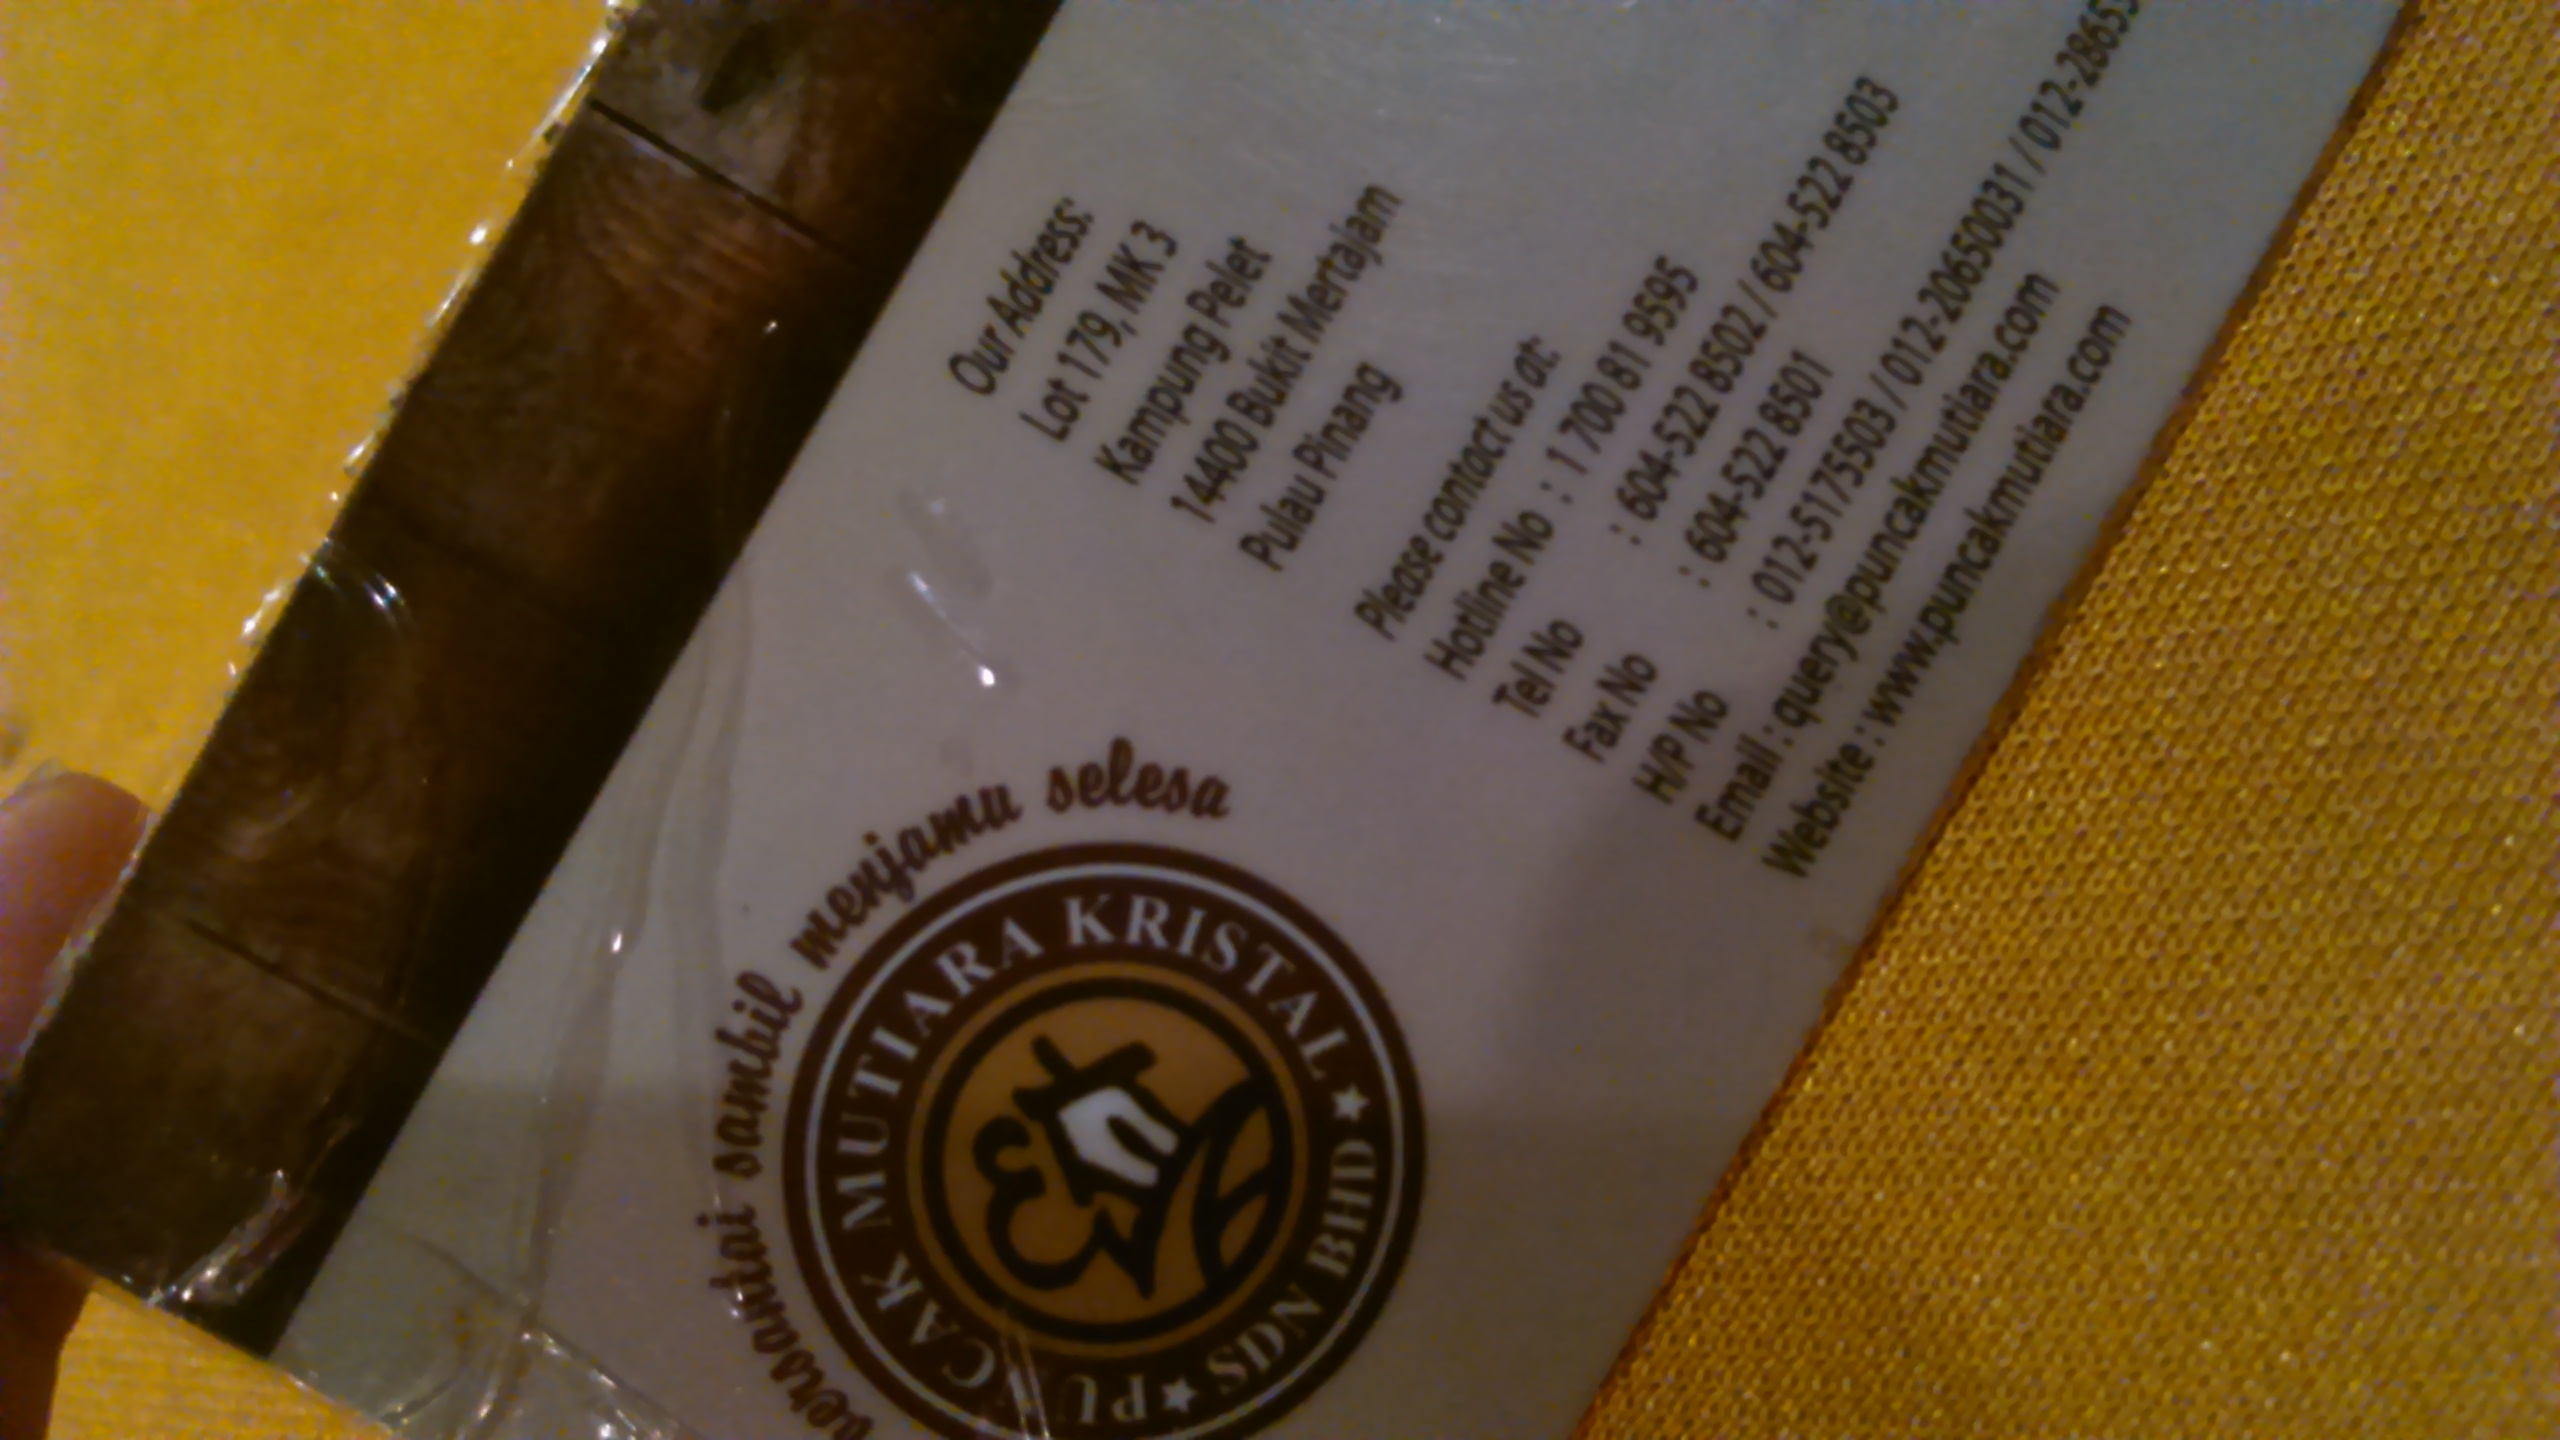 bersantai sambil menjamu selesa
PUNCAK MUTIARA KRISTAL
★ SDN BHD ★
Our Address:
Lot 179, MK 3
Kampung Pelet
14400 Bukit Mertajam
Pulau Pinang
Please contact us at:
Hotline No : 1 700 81 9595
Tel No : 604-522 8502 / 604-522 8503
Fax No : 604-522 8501
H/P No : 012-5175503 / 012-20650031 / 012-2865
Email : query@puncakmutiara.com
Website : www.puncakmutiara.com